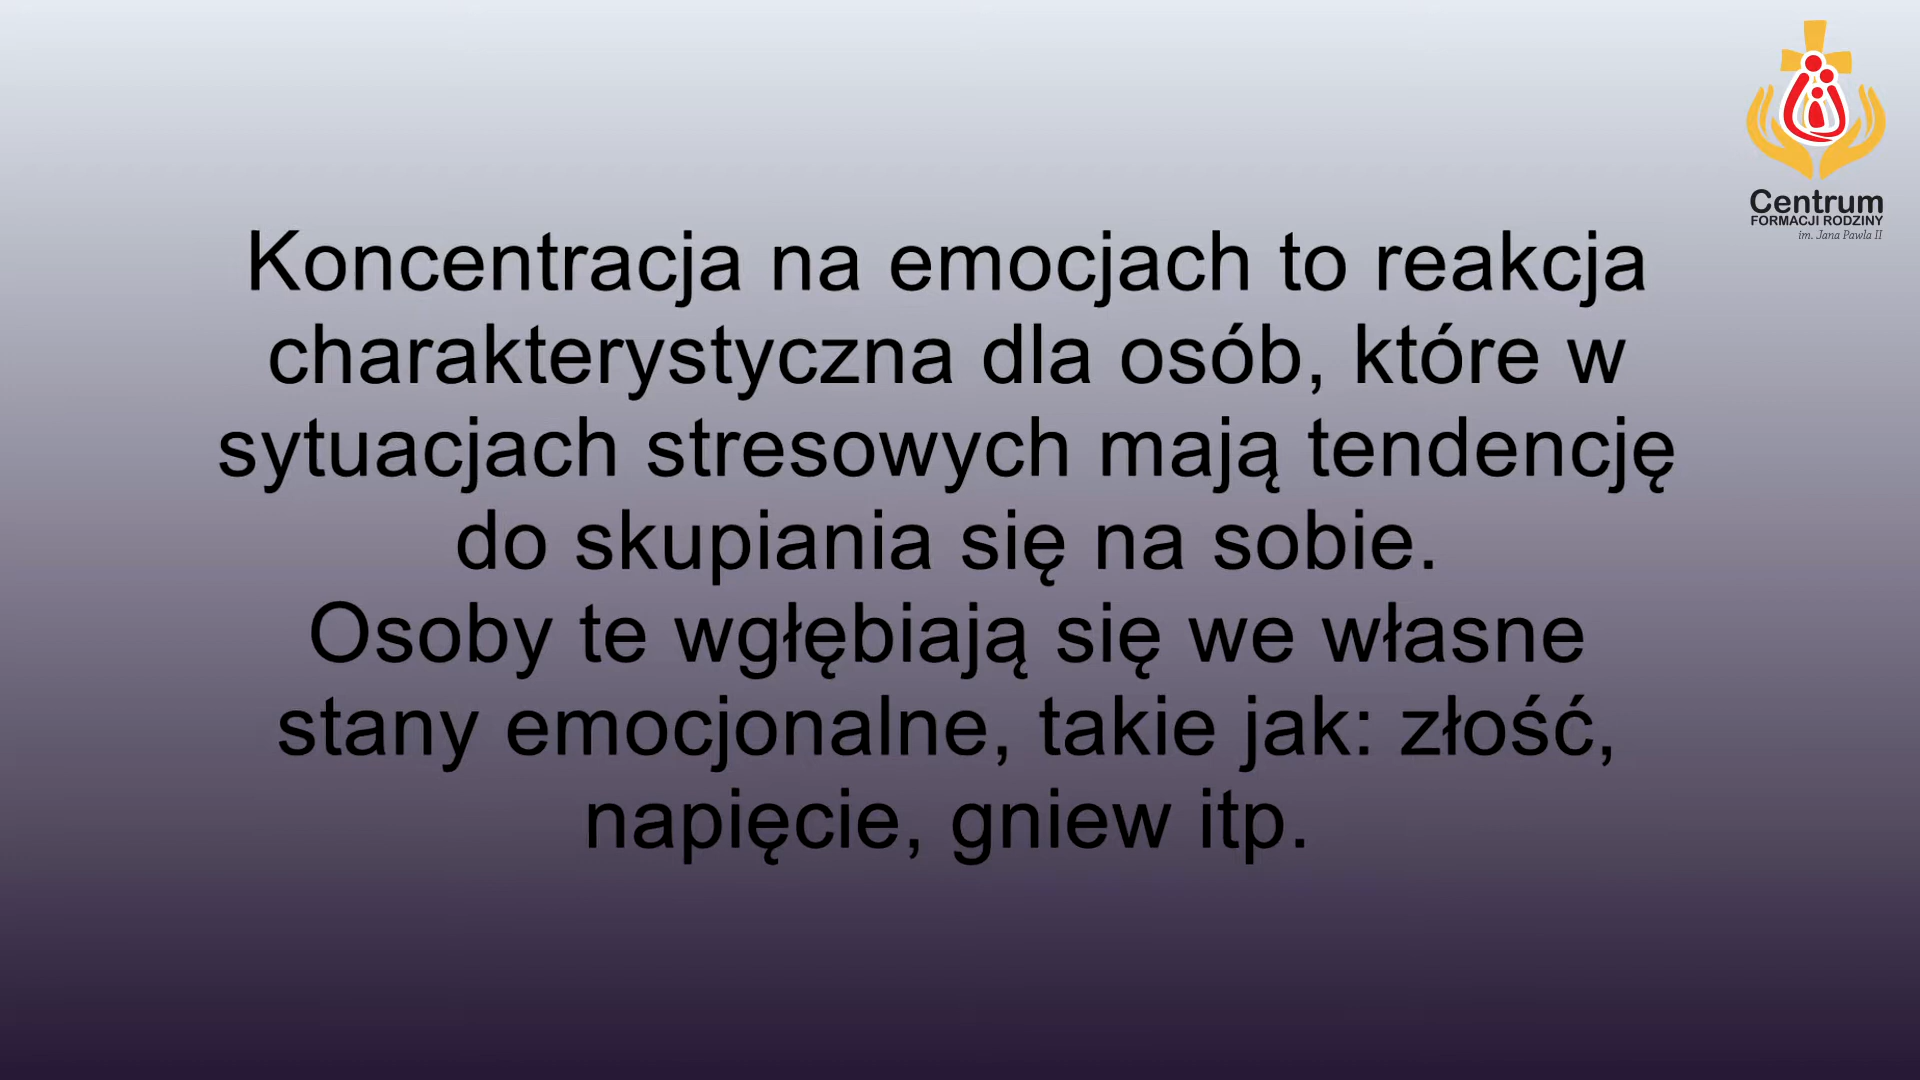 Centrum
FORMACJI RODZINY
im. Jana Pawla II
Koncentracja na emocjach to reakcja
charakterystyczna dla osób, które w
sytuacjach stresowych mają tendencję
do skupiania się na sobie.
Osoby te wgłębiają się we własne
stany emocjonalne, takie jak: złość,
napięcie, gniew itp.